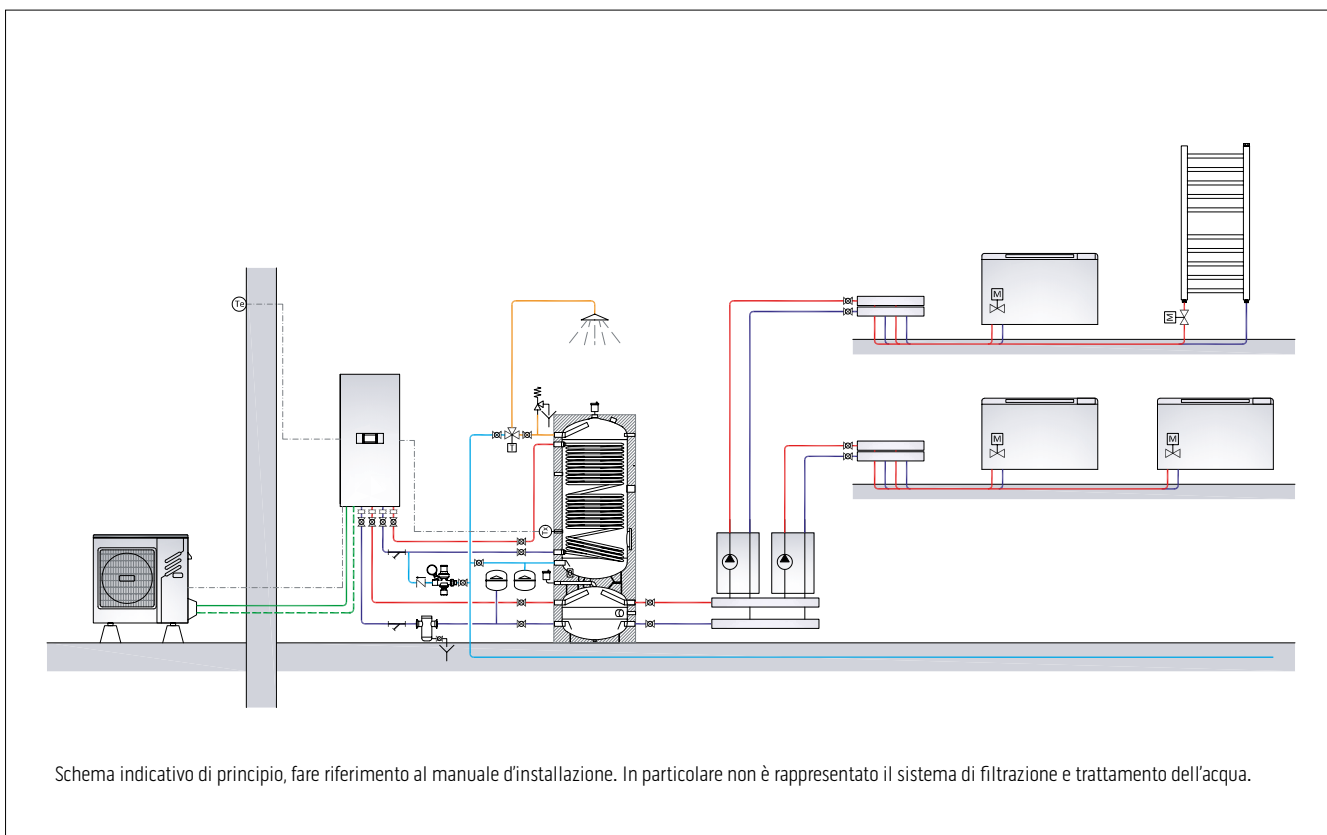 M
M
Te
M
M
T
Schema indicativo di principio, fare riferimento al manuale d'installazione. In particolare non è rappresentato il sistema di filtrazione e trattamento dell'acqua.